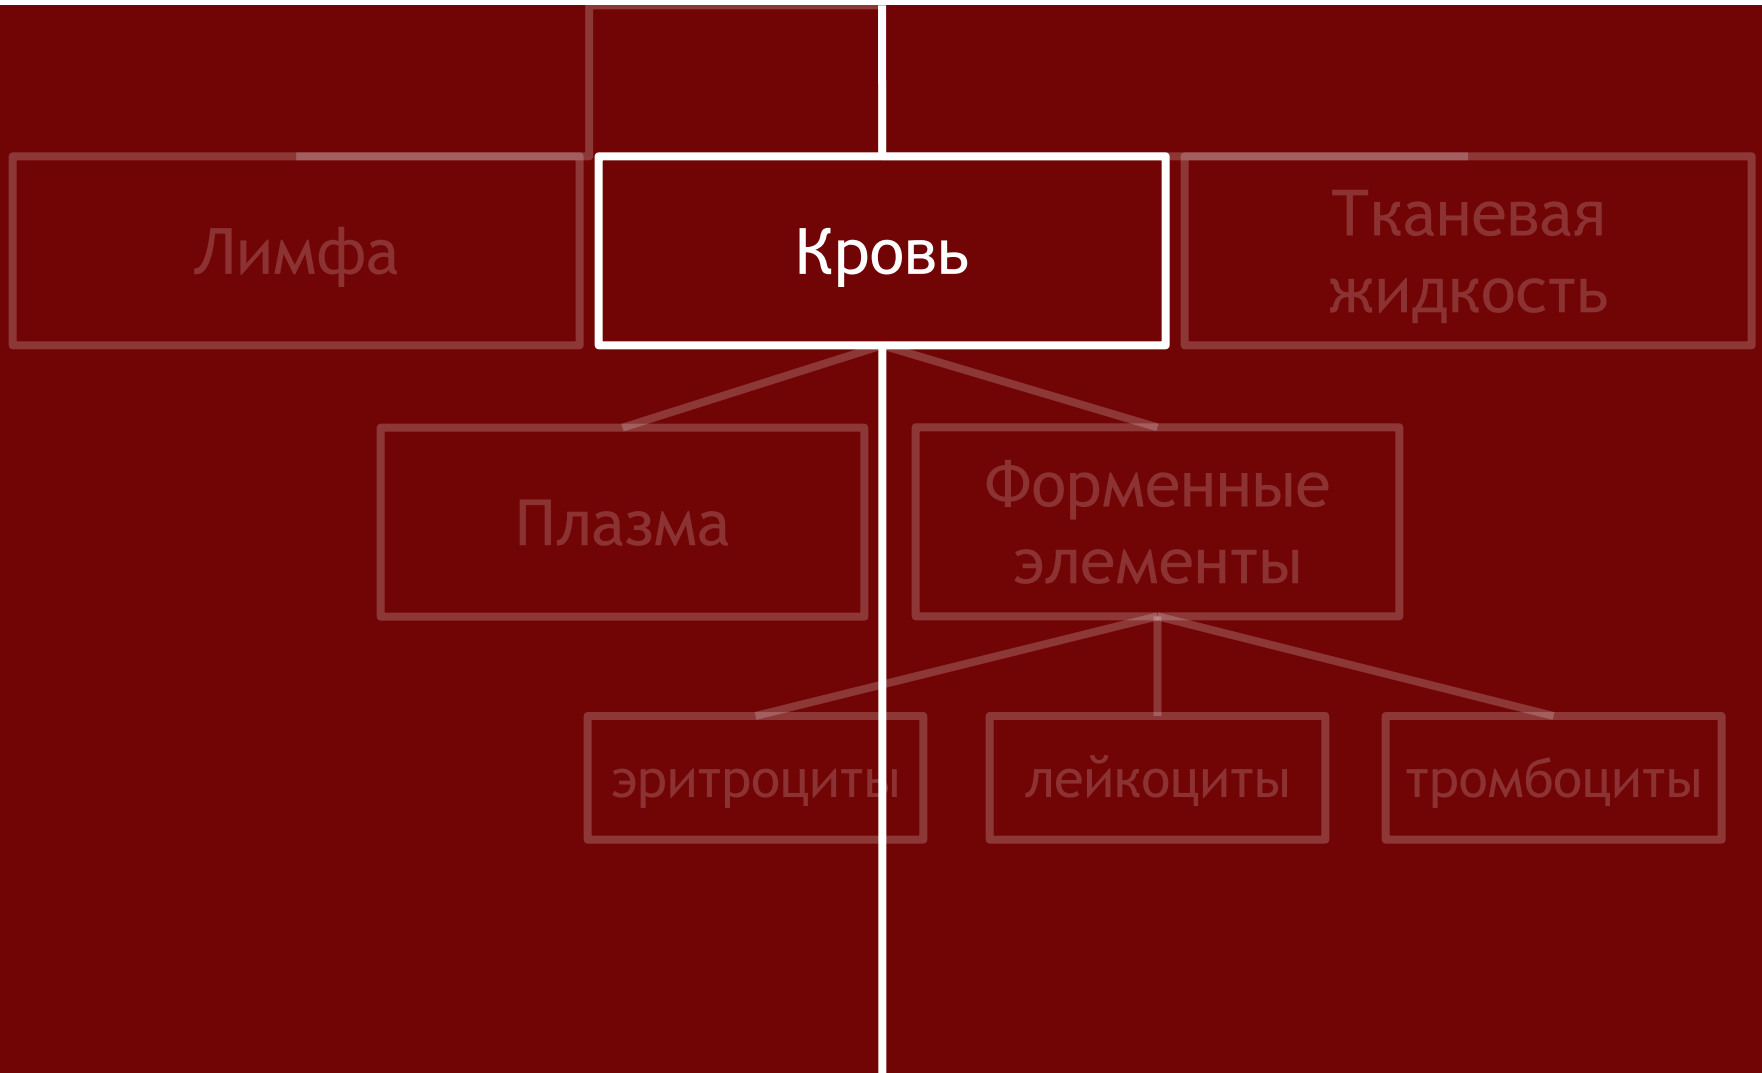 Лимфа
Кровь
Тканевая
жидкость
Плазма
Форменные
элементы
эритроциты
лейкоциты
тромбоциты